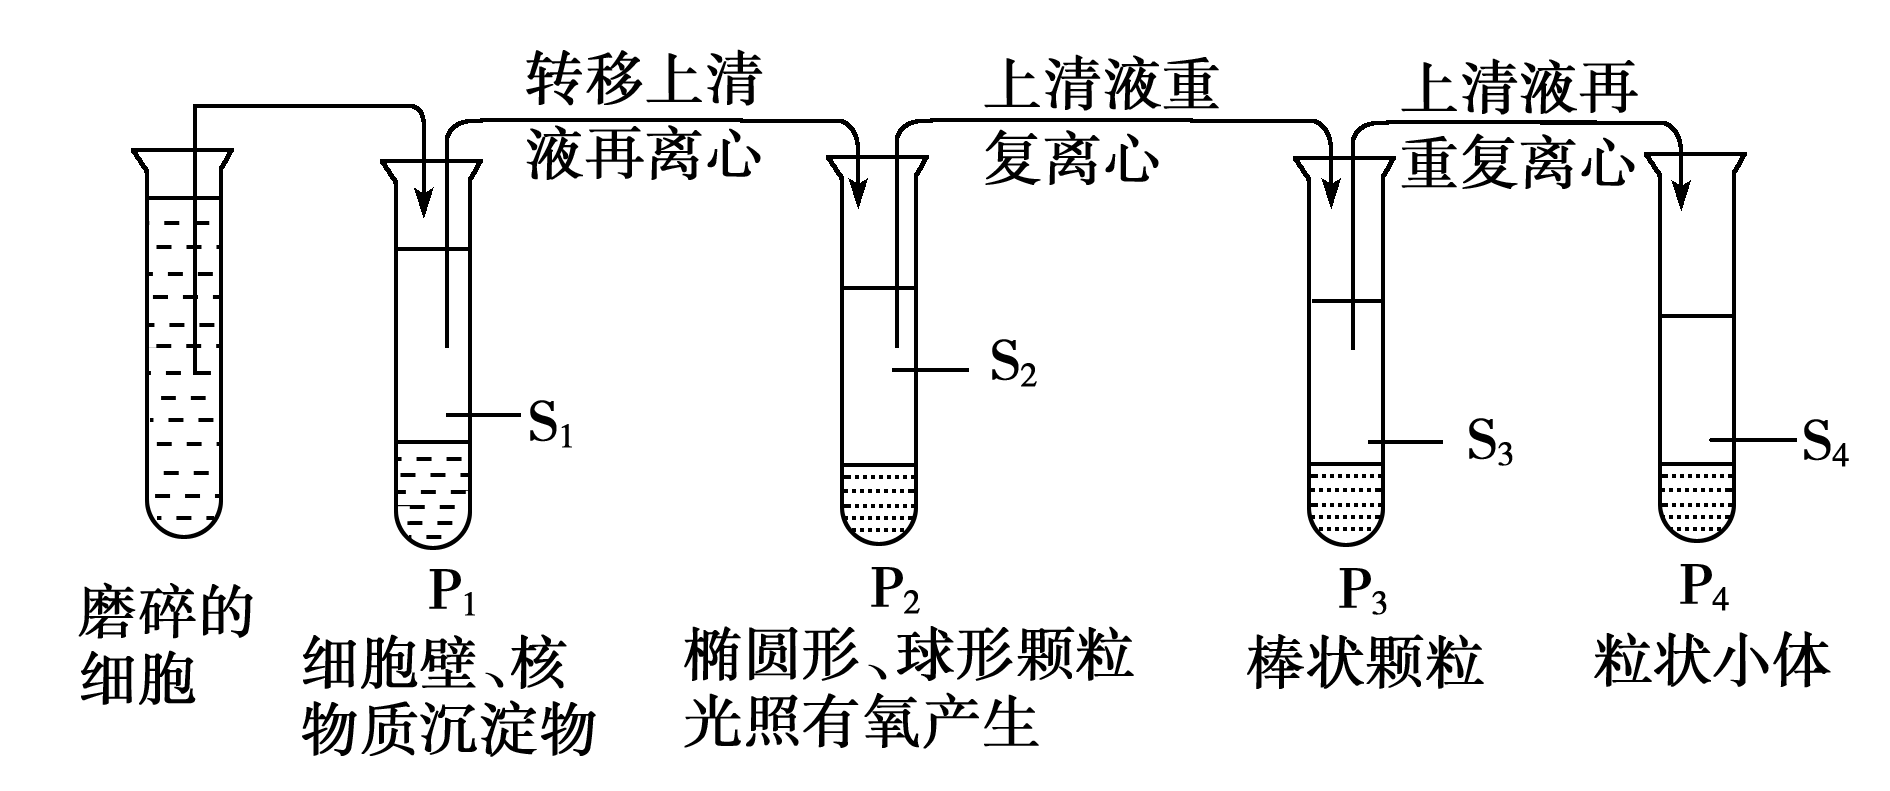 转移上清
液再离心
上清液重
复离心
上清液再
重复离心
S₁
S₂
S₃
S₄
P₁
P₂
P₃
P₄
磨碎的
细胞
细胞壁、核
物质沉淀物
椭圆形、球形颗粒
光照有氧产生
棒状颗粒
粒状小体